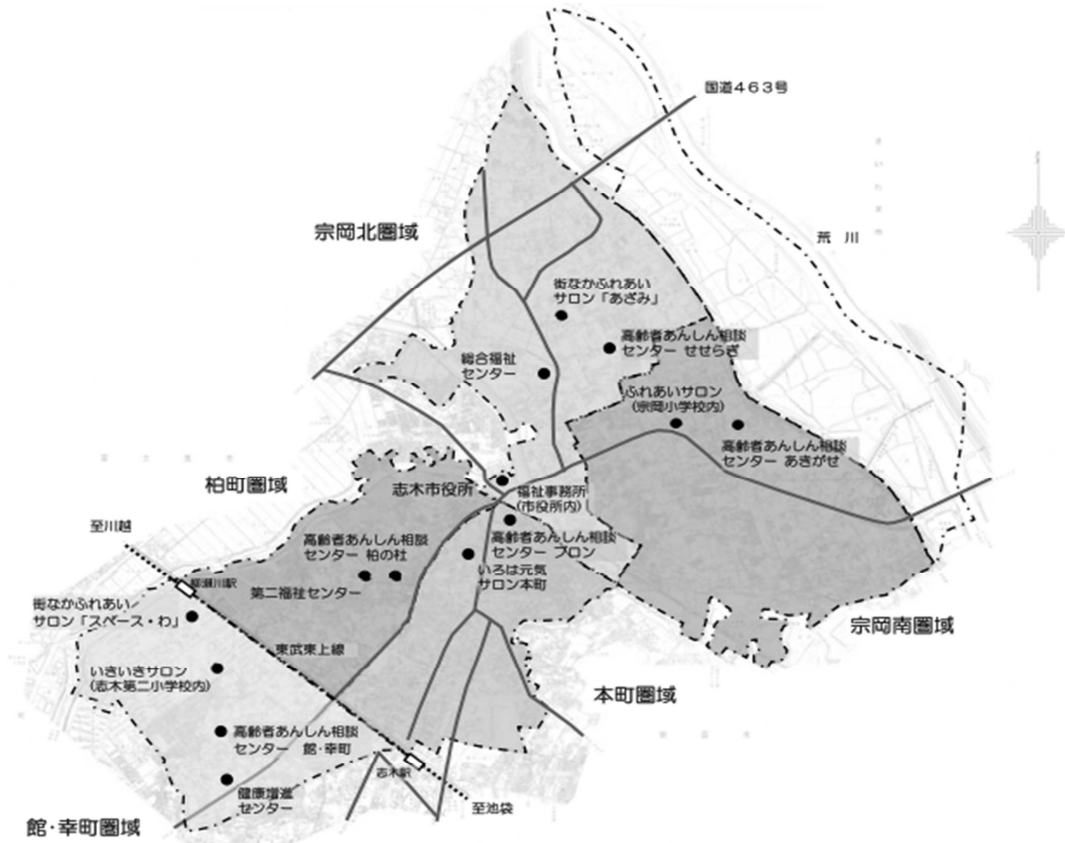 国道463号
宗岡北圏域
荒　川
街なかふれあい
サロン「あざみ」
高齢者あんしん相談
センター せせらぎ
総合福祉
センター
ふれあいサロン
(宗岡小学校内)
高齢者あんしん相談
センター あきがせ
柏町圏域
志木市役所
福祉事務所
(市役所内)
至川越
高齢者あんしん相談
センター 柏の杜
高齢者あんしん相談
センター ブロン
いろは元気
サロン本町
柳瀬川駅
第二福祉センター
街なかふれあい
サロン「スペース・わ」
宗岡南圏域
東武東上線
いきいきサロン
(志木第二小学校内)
本町圏域
高齢者あんしん相談
センター　館・幸町
志木駅
健康増進
センター
至池袋
館・幸町圏域